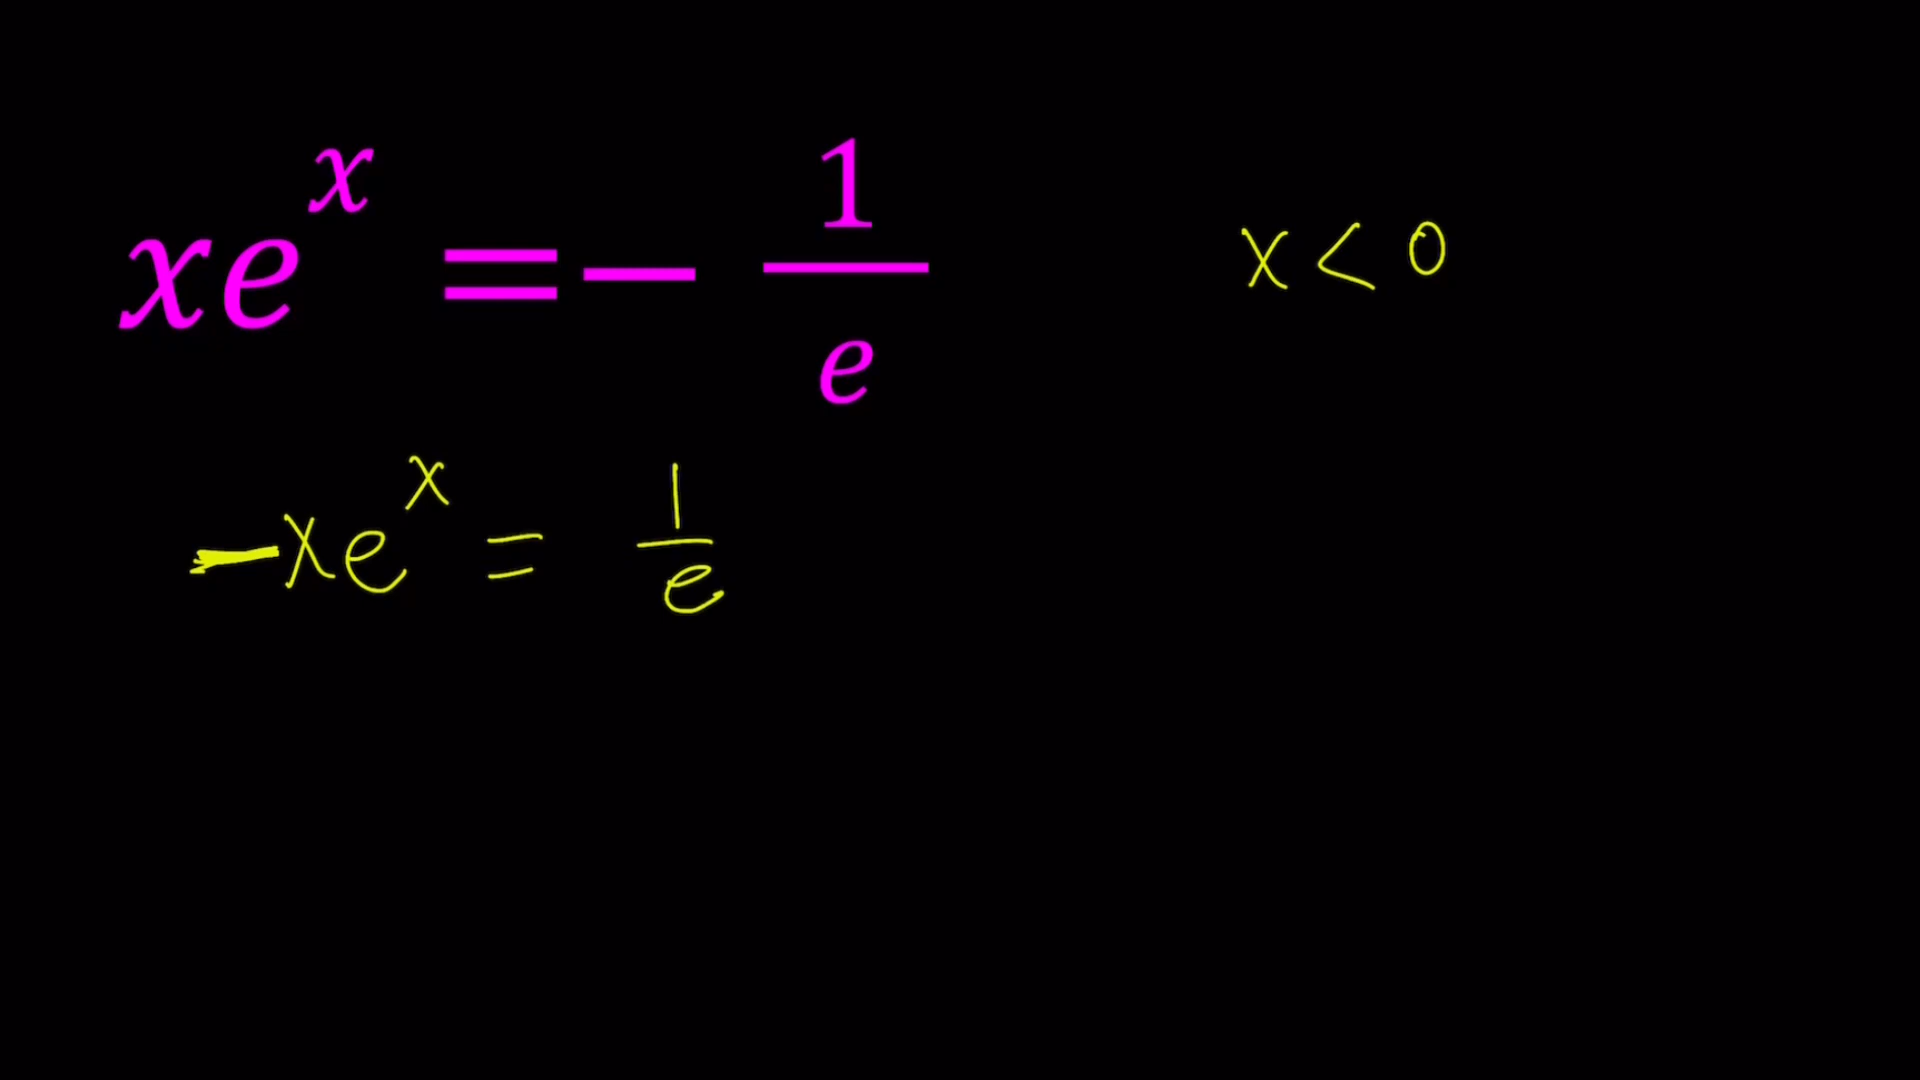 xe^x = - 1/e
x < 0
-xe^x = 1/e